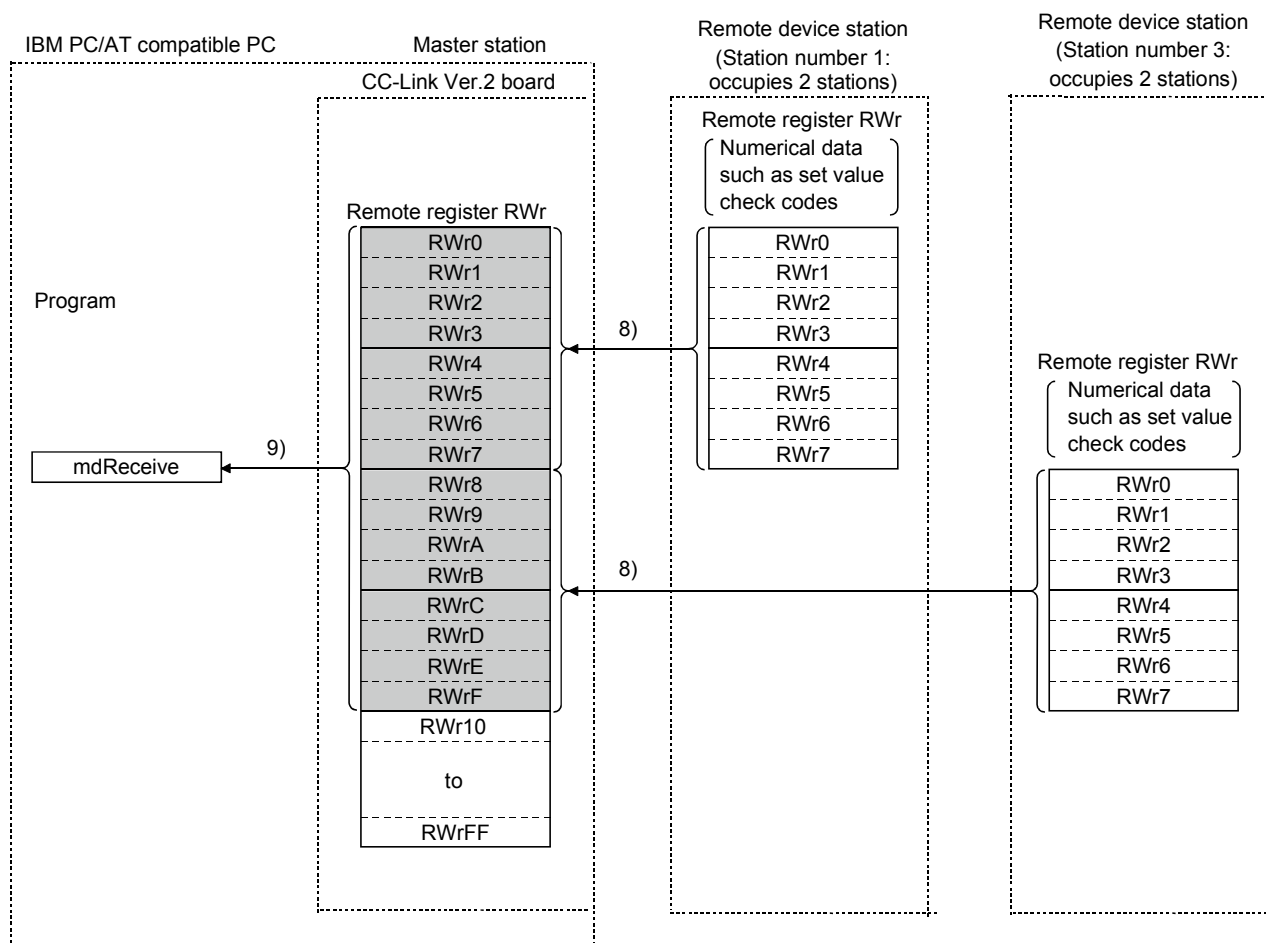 IBM PC/AT compatible PC
Master station
CC-Link Ver.2 board
Remote device station
(Station number 1:
occupies 2 stations)
Remote device station
(Station number 3:
occupies 2 stations)
Remote register RWr
Numerical data
such as set value
check codes
Remote register RWr
RWr0
RWr1
RWr2
RWr3
RWr4
RWr5
RWr6
RWr7
RWr8
RWr9
RWrA
RWrB
RWrC
RWrD
RWrE
RWrF
RWr10
to
RWrFF
Program
mdReceive
9)
8)
8)
RWr0
RWr1
RWr2
RWr3
RWr4
RWr5
RWr6
RWr7
Remote register RWr
Numerical data
such as set value
check codes
RWr0
RWr1
RWr2
RWr3
RWr4
RWr5
RWr6
RWr7